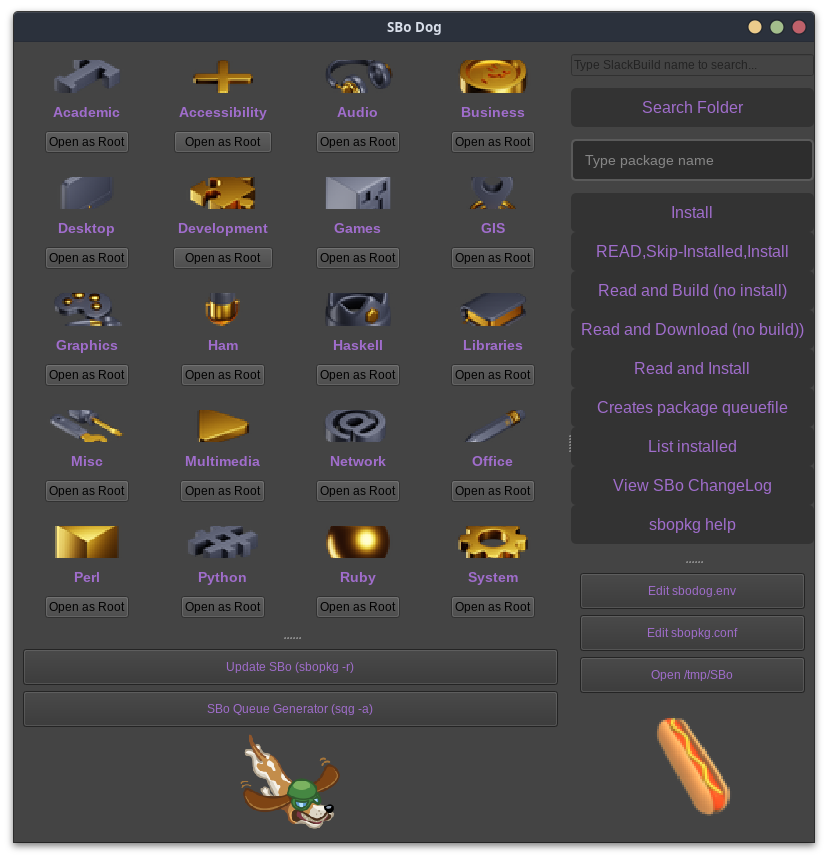 SBo Dog
Academic Accessibility Audio Business
Open as Root Open as Root Open as Root Open as Root
Desktop Development Games GIS
Open as Root Open as Root Open as Root Open as Root
Graphics Ham Haskell Libraries
Open as Root Open as Root Open as Root Open as Root
Misc Multimedia Network Office
Open as Root Open as Root Open as Root Open as Root
Perl Python Ruby System
Open as Root Open as Root Open as Root Open as Root
Update SBo (sbopkg -r)
SBo Queue Generator (sqg -a)
Type SlackBuild name to search...
Search Folder
Type package name
Install
READ,Skip-Installed,Install
Read and Build (no install)
Read and Download (no build))
Read and Install
Creates package queuefile
List installed
View SBo ChangeLog
sbopkg help
Edit sbodog.env
Edit sbopkg.conf
Open /tmp/SBo